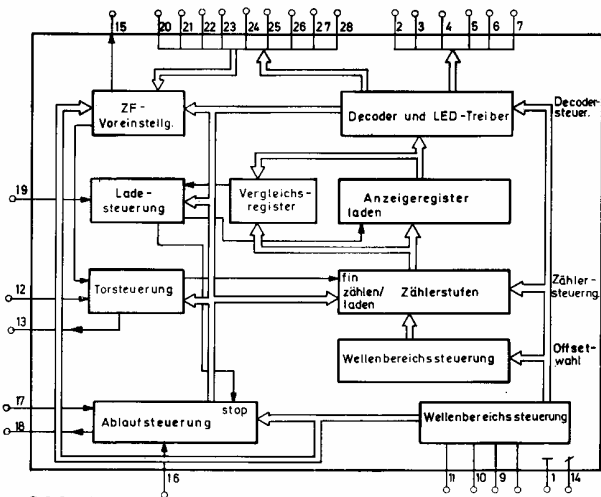 15 20 21 22 23 24 25 26 27 28 2 3 4 5 6 7
ZF-
Voreinstellg.
Decoder und LED-Treiber
Decoder-
steuer.
19
Lade-
steuerung
Vergleichs-
register
Anzeigeregister
laden
12
13
Torsteuerung
fin
zählen/
laden
Zählerstufen
Zähler-
steuerng.
Wellenbereichssteuerung
Offset-
wahl
17
18
stop
Ablaufsteuerung
Wellenbereichssteuerung
16
11 10 9 1 14